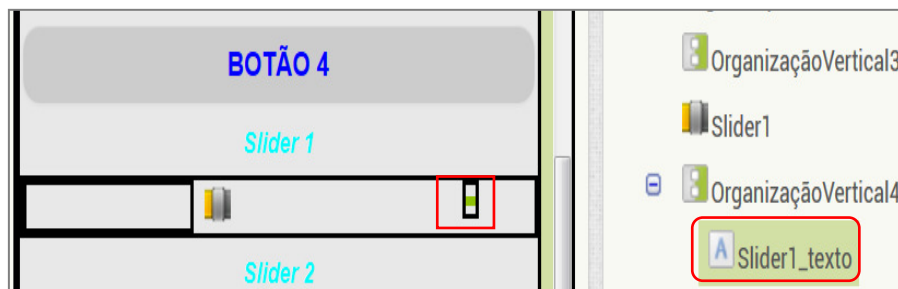 BOTÃO 4
Slider 1
Slider 2
OrganizaçãoVertical3
Slider1
OrganizaçãoVertical4
A
Slider1_texto